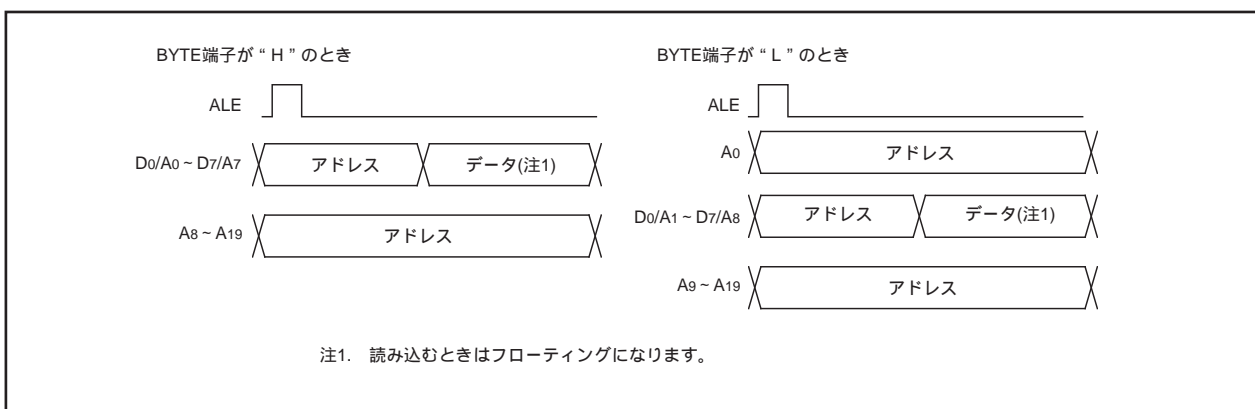 BYTE端子が“H”のとき
ALE
D0/A0~D7/A7 アドレス データ(注1)
A8~A19 アドレス
BYTE端子が“L”のとき
ALE
A0 アドレス
D0/A1~D7/A8 アドレス データ(注1)
A9~A19 アドレス
注1. 読み込むときはフローティングになります。